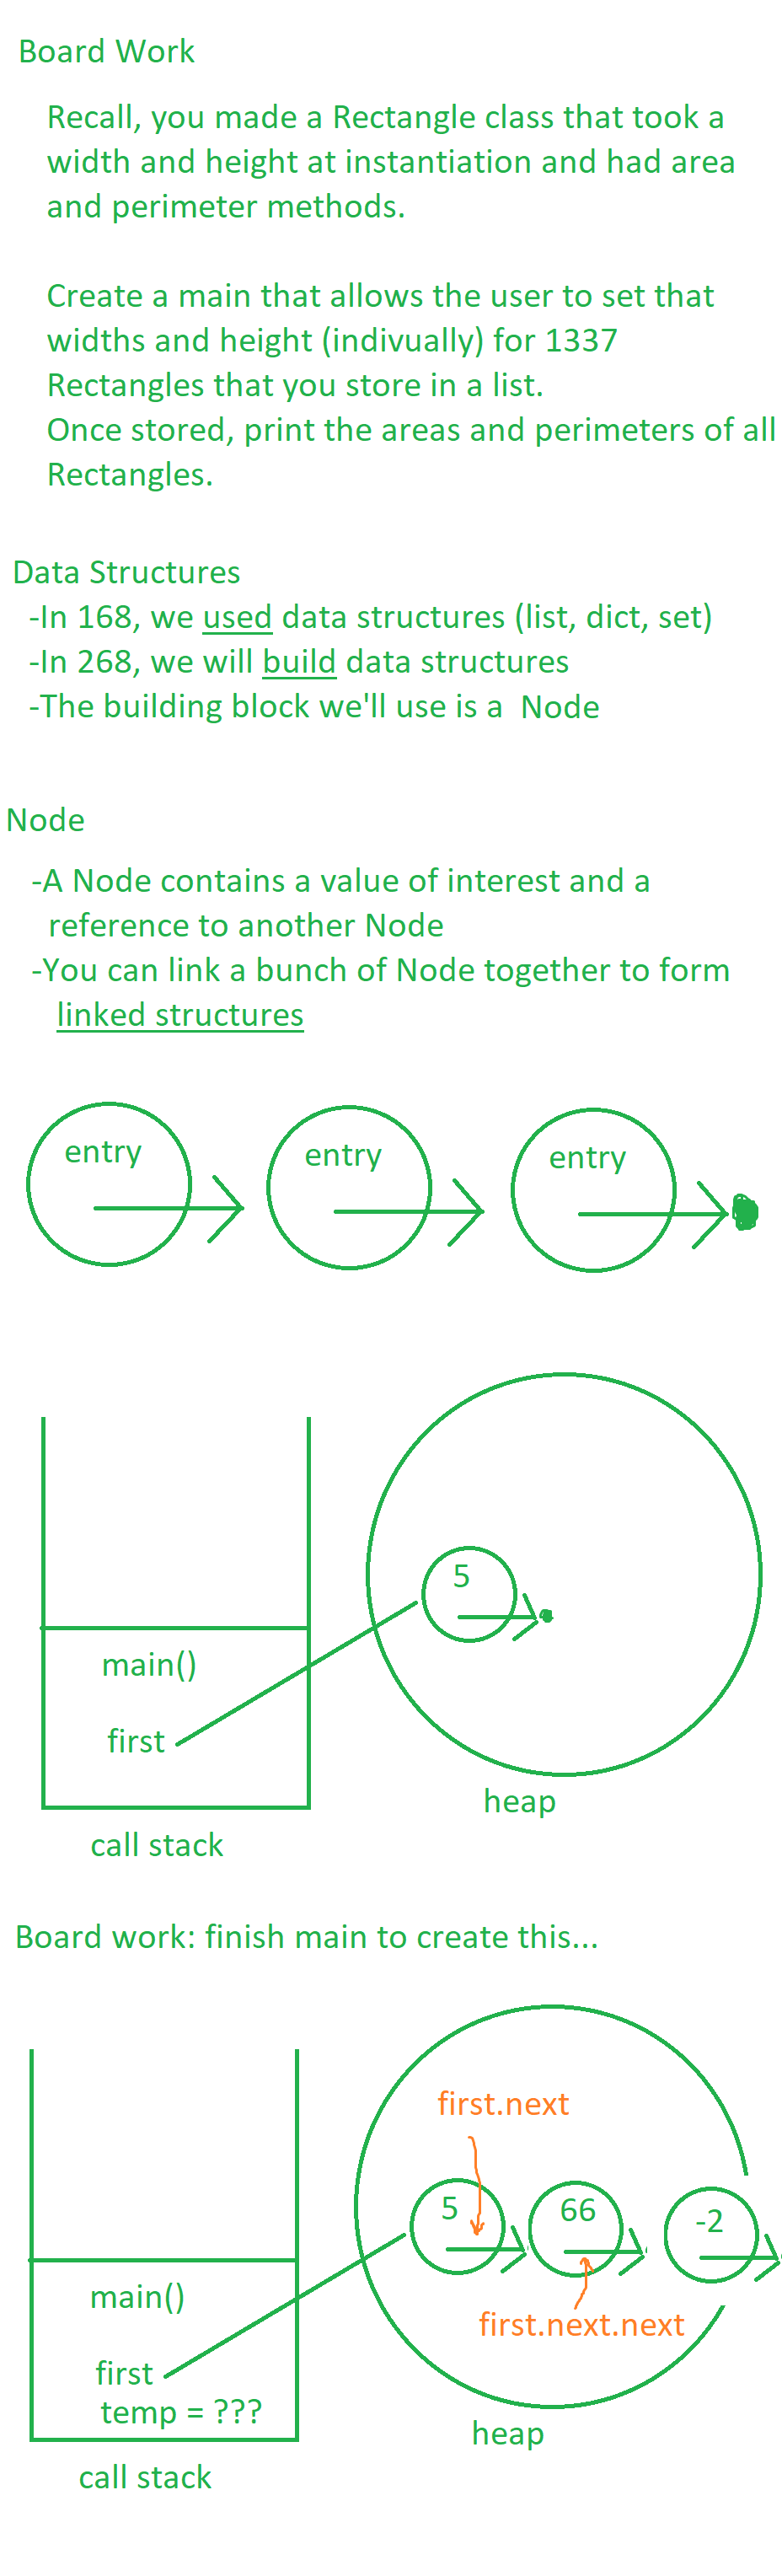 Board Work
Recall, you made a Rectangle class that took a
width and height at instantiation and had area
and perimeter methods.
Create a main that allows the user to set that
widths and height (indivually) for 1337
Rectangles that you store in a list.
Once stored, print the areas and perimeters of all
Rectangles.
Data Structures
-In 168, we used data structures (list, dict, set)
-In 268, we will build data structures
-The building block we'll use is a Node
Node
-A Node contains a value of interest and a
reference to another Node
-You can link a bunch of Node together to form
linked structures
entry
entry
entry
5
main()
first
heap
call stack
Board work: finish main to create this...
first.next
5
66
-2
main()
first.next.next
first
temp = ???
heap
call stack